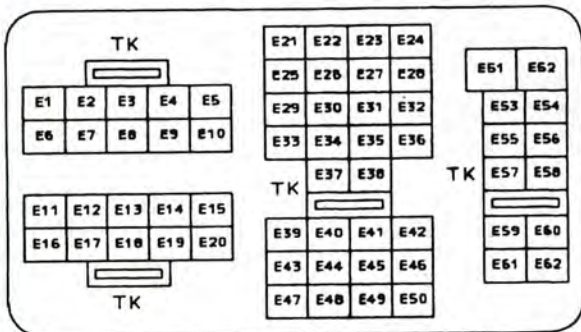 TK
E1 E2 E3 E4 E5
E6 E7 E8 E9 E10
E11 E12 E13 E14 E15
E16 E17 E18 E19 E20
TK
E21 E22 E23 E24
E25 E26 E27 E28
E29 E30 E31 E32
E33 E34 E35 E36
E37 E38
TK
E39 E40 E41 E42
E43 E44 E45 E46
E47 E48 E49 E50
E51 E52
E53 E54
E55 E56
TK E57 E58
E59 E60
E61 E62